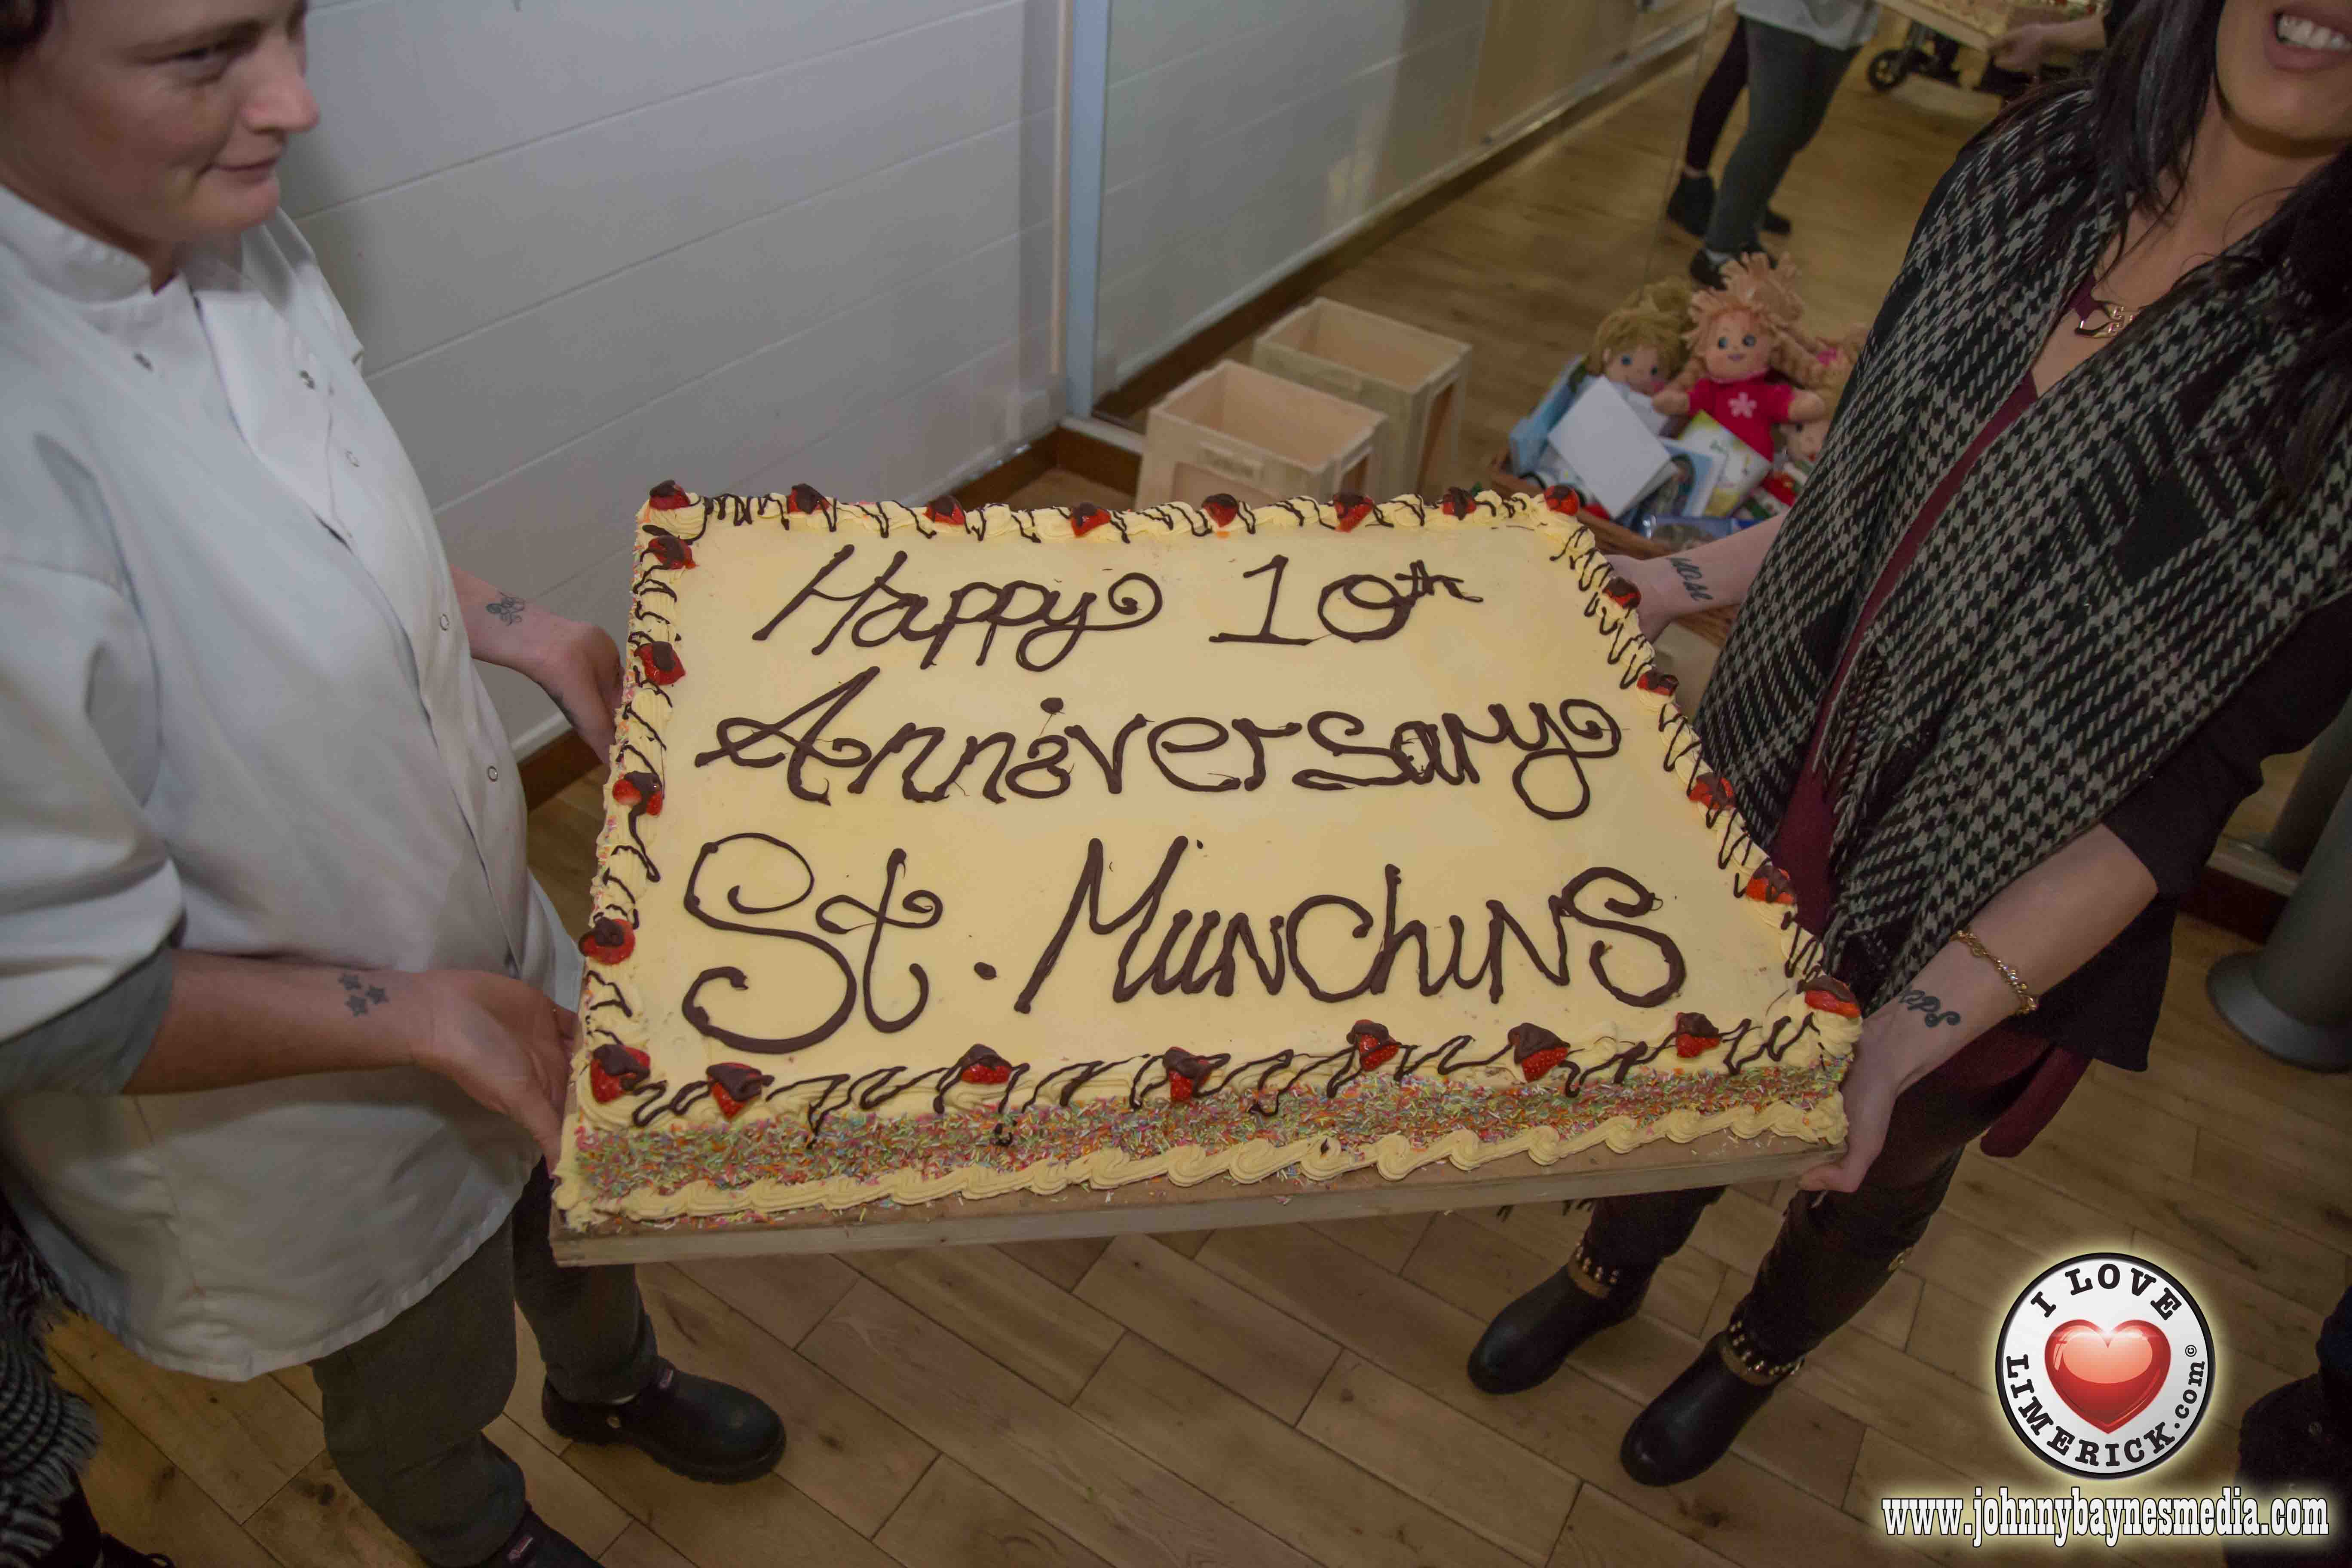 Happy 10th
Anniversary
St. Munchins
I LOVE
LIMERICK.com©
www.johnnybaynesmedia.com